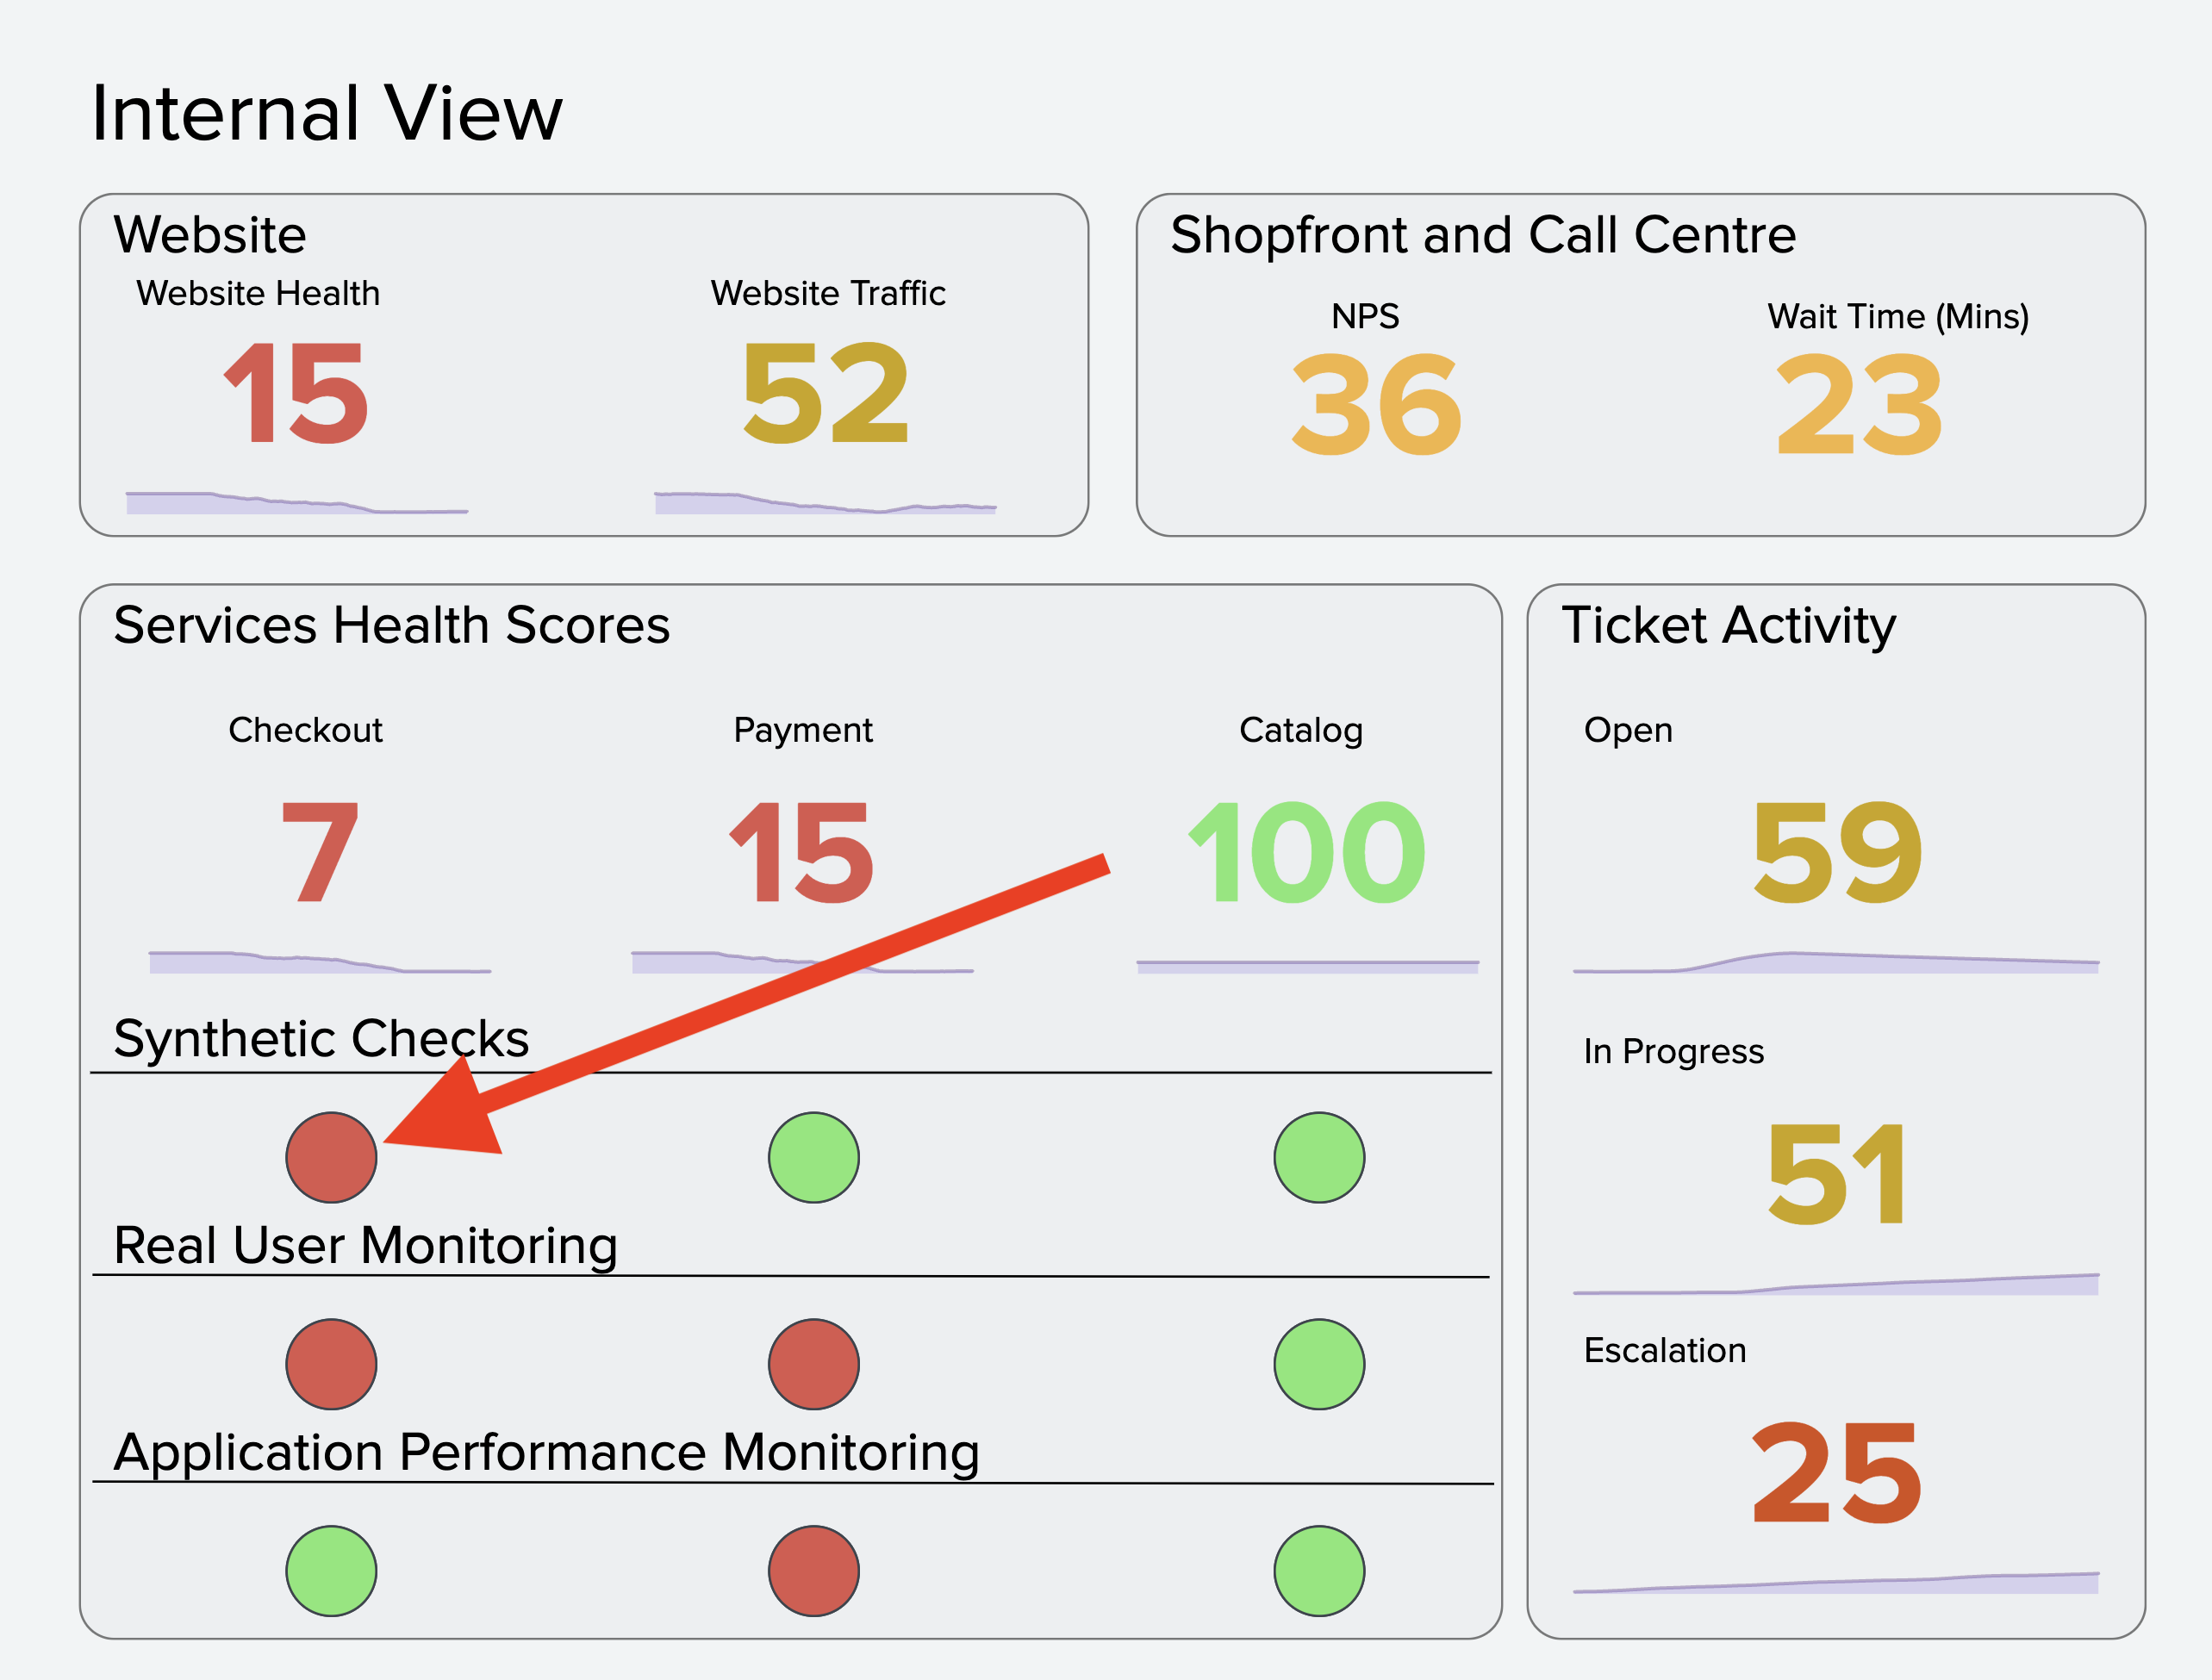 Internal View
Website
Website Health
Website Traffic
15
52
Shopfront and Call Centre
NPS
Wait Time (Mins)
36
23
Services Health Scores
Checkout
Payment
Catalog
7
15
100
Synthetic Checks
Real User Monitoring
Application Performance Monitoring
Ticket Activity
Open
59
In Progress
51
Escalation
25